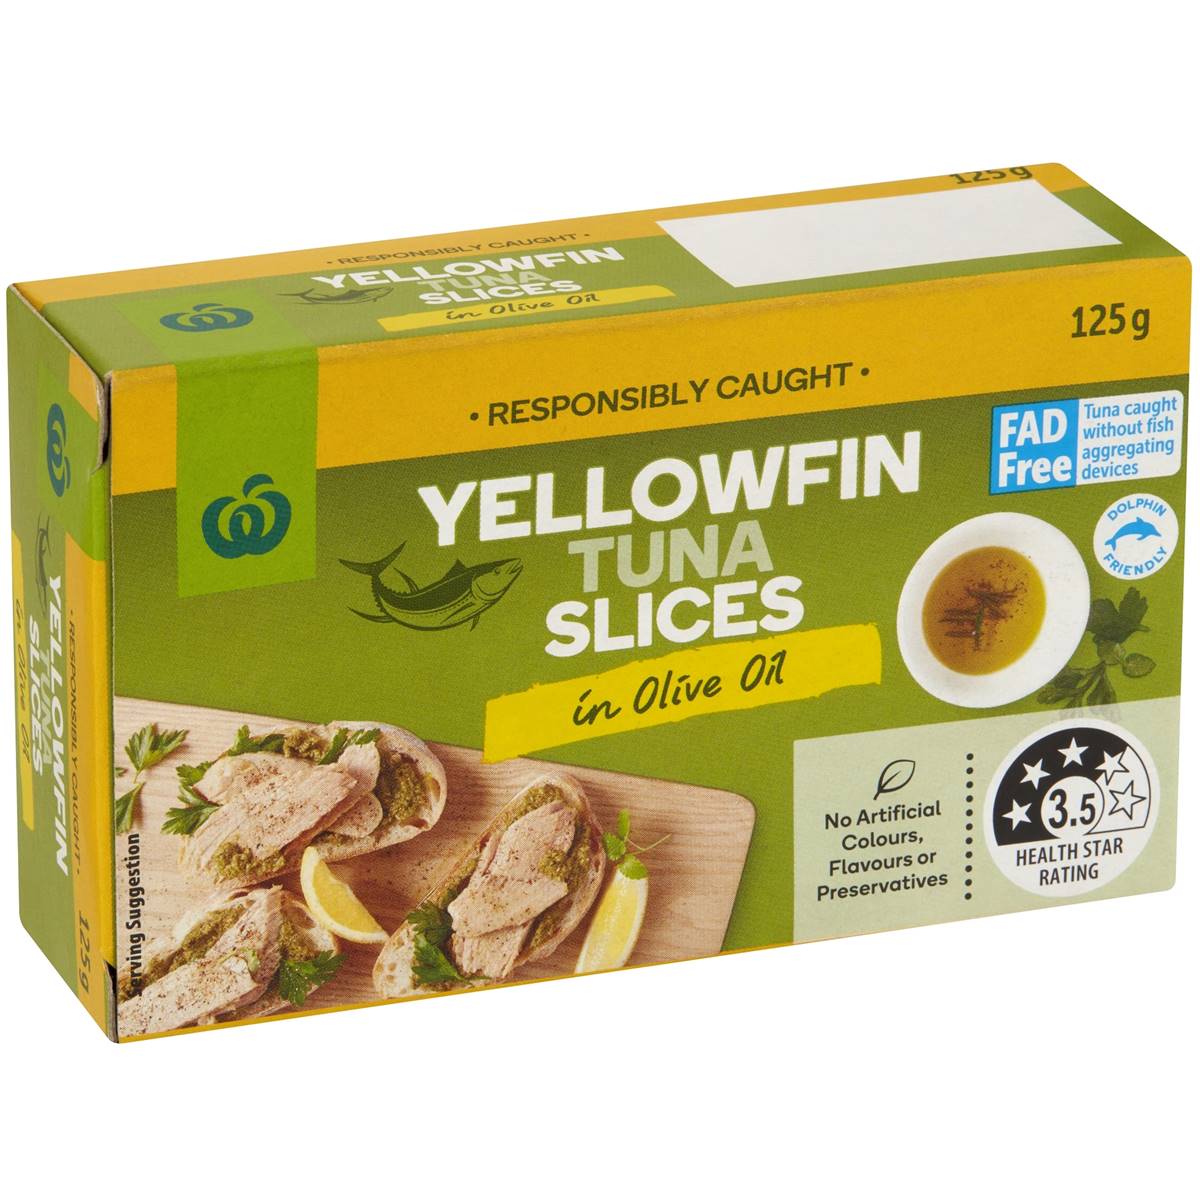 125g
• RESPONSIBLY CAUGHT •
YELLOWFIN
TUNA
SLICES
in Olive Oil
125g
• RESPONSIBLY CAUGHT •
YELLOWFIN
TUNA
SLICES
in Olive Oil
FAD
Free
Tuna caught
without fish
aggregating
devices
DOLPHIN
FRIENDLY
No Artificial
Colours,
Flavours or
Preservatives
3.5
HEALTH STAR
RATING
Serving Suggestion
• RESPONSIBLY CAUGHT •
YELLOWFIN
TUNA
SLICES
in Olive Oil
125g